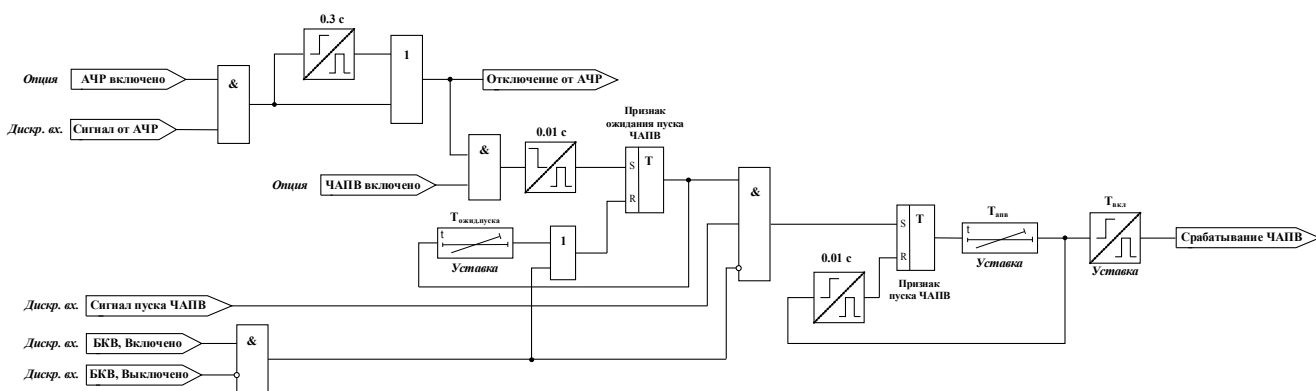 0.3 с
1
Опция
АЧР включено
&
Отключение от АЧР
Дискр. вх.
Сигнал от АЧР
Признак
ожидания пуска
ЧАПВ
0.01 с
&
S
T
R
Опция
ЧАПВ включено
&
Tожид.пуска
t
Уставка
1
S
T
R
Tапв
t
Уставка
Tвкл
Уставка
Срабатывание ЧАПВ
0.01 с
Признак
пуска ЧАПВ
Дискр. вх.
Сигнал пуска ЧАПВ
Дискр. вх.
БКВ, Включено
&
Дискр. вх.
БКВ, Выключено